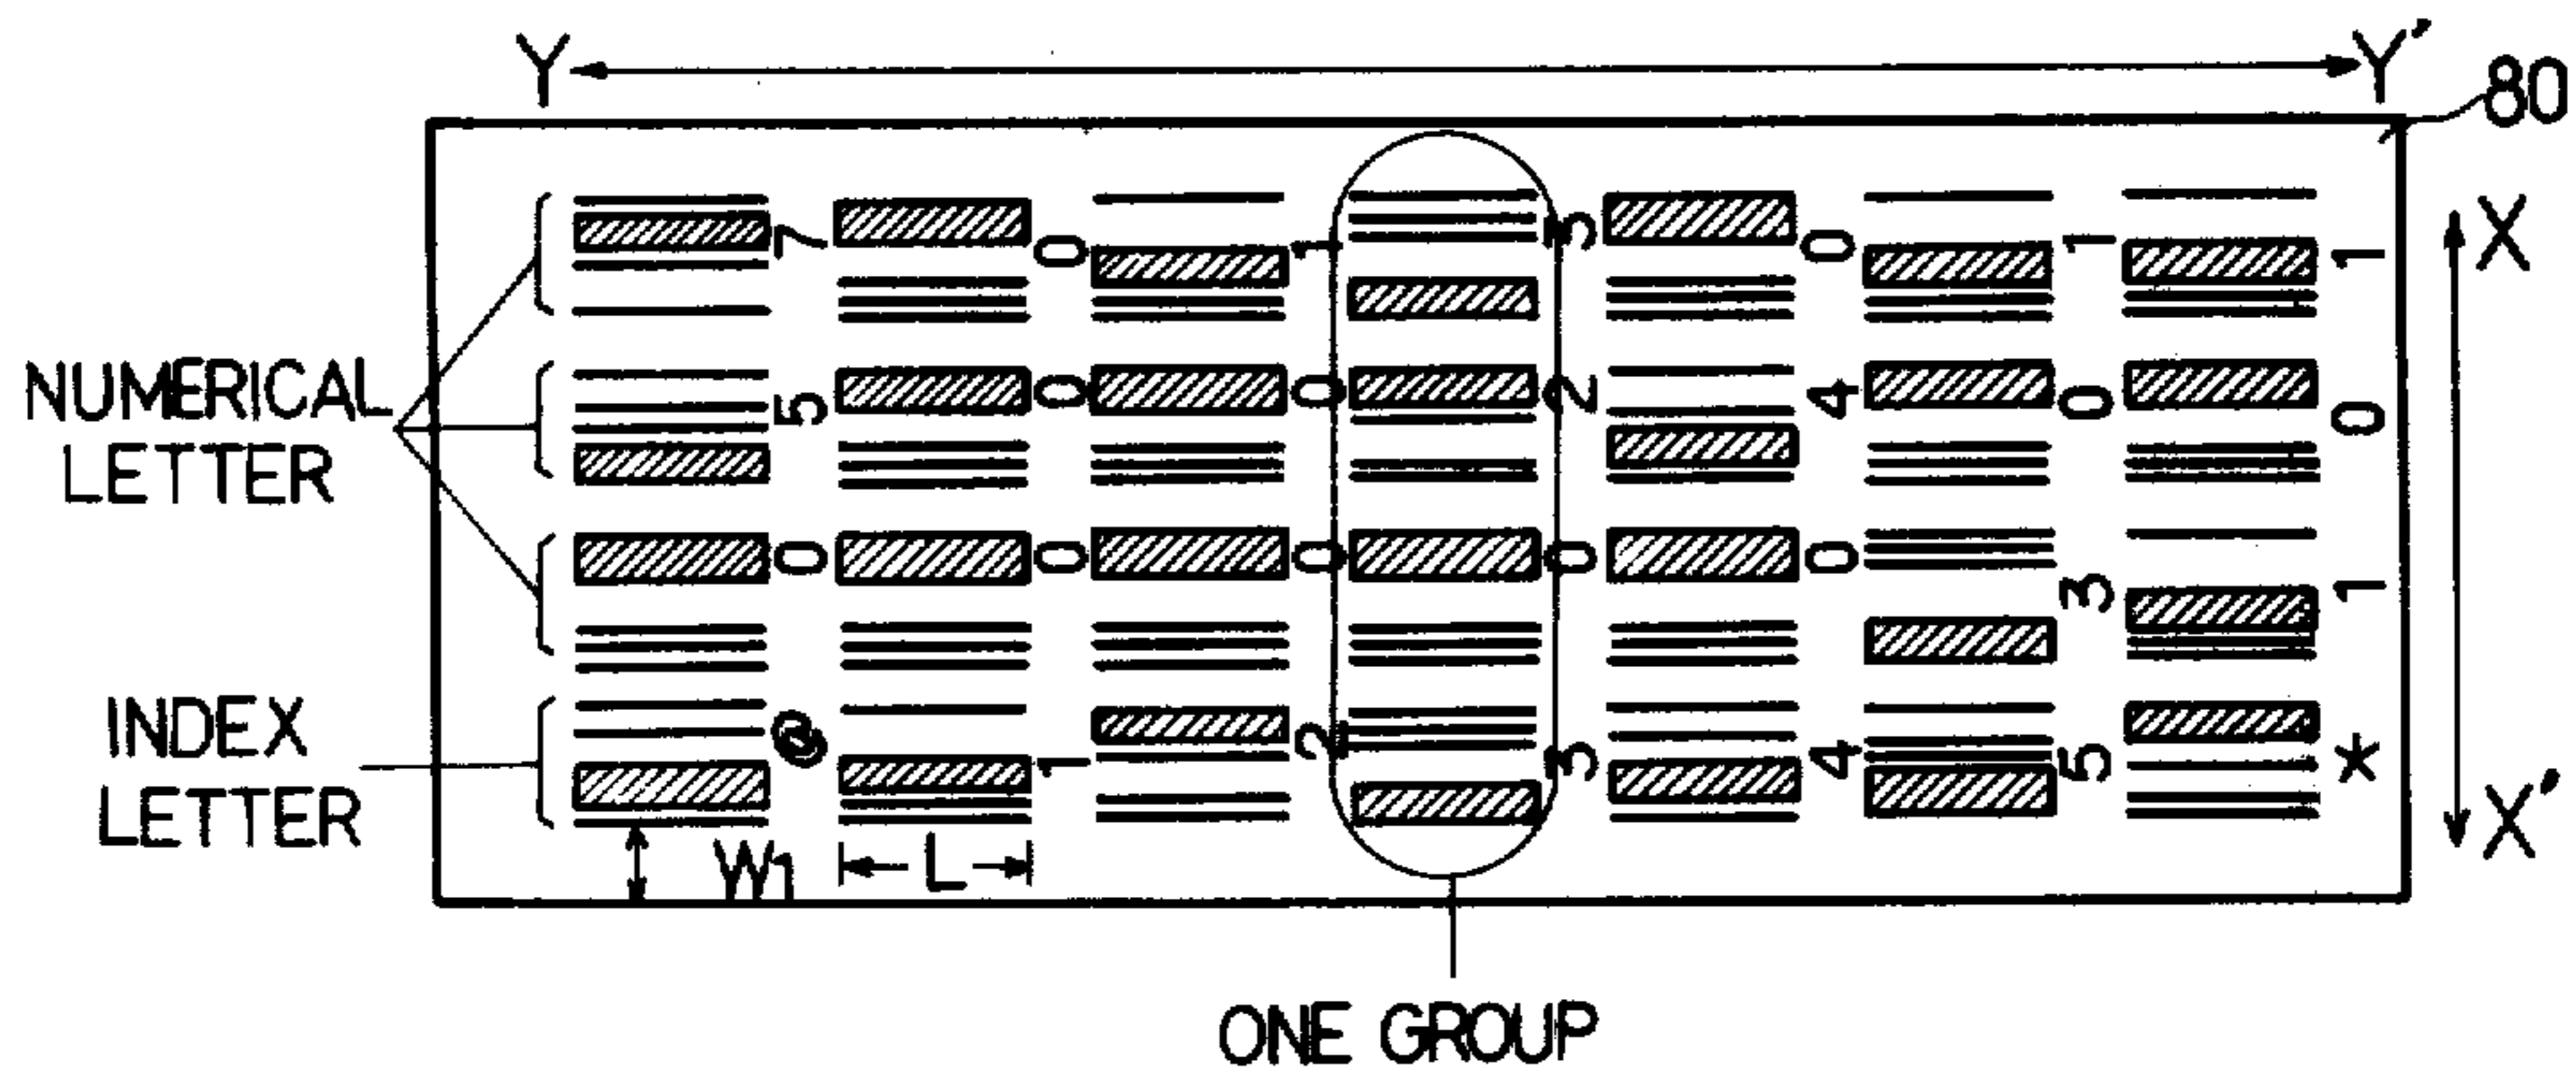 Y Y' 80
7 0 1 3 0 1 1 X
NUMERICAL LETTER
5 0 0 2 4 0 0
0 0 0 0 0 3 1
INDEX LETTER
@ 1 2 3 4 5 *
W1 L X'
ONE GROUP